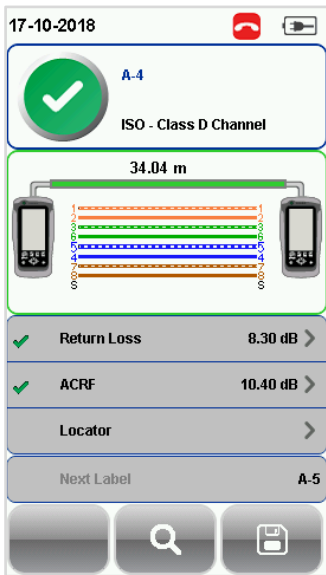 17-10-2018
A-4
ISO - Class D Channel
34.04 m
1 1
2 2
3 3
6 6
5 5
4 4
7 7
8 8
S S
Return Loss 8.30 dB
ACRF 10.40 dB
Locator
Next Label A-5